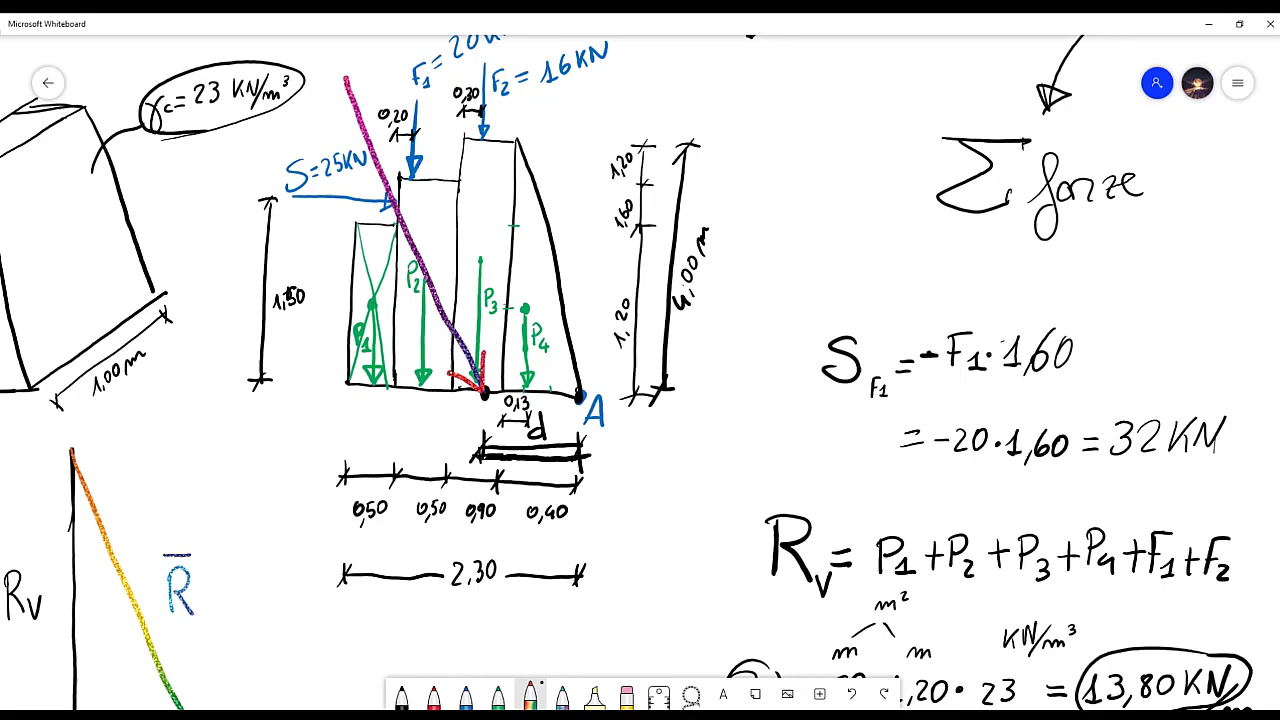 Microsoft Whiteboard
γc = 23 KN/m³
F1 = 20 K
F2 = 16 KN
0,20
0,30
S = 25KN
1,20
1,60
1,20
4,00 m
1,50
1,00 m
P1
P2
P3
P4
0,13
A
d
0,50 0,50 0,90 0,40
2,30
RV
R
Σ forze
SF1 = -F1 · 1,60
= -20 · 1,60 = 32 KN
RV = P1 + P2 + P3 + P4 + F1 + F2
m²
m m KN/m³
,20 · 23 = 13,80 KN